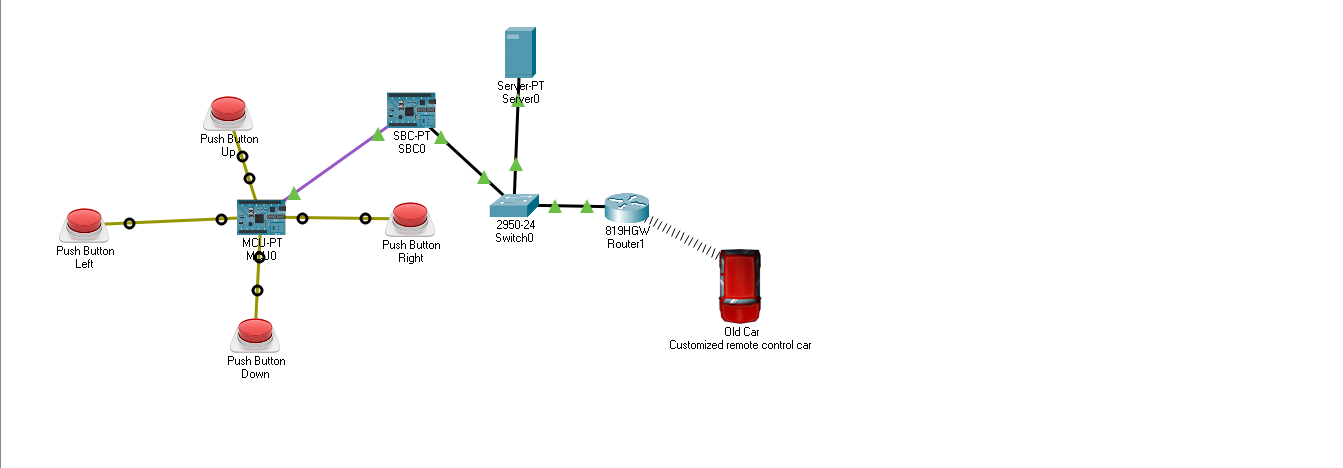 Server-PT
Server0
SBC-PT
SBC0
Push Button
Up
MCU-PT
MCU0
Push Button
Left
Push Button
Right
2950-24
Switch0
819HGW
Router1
Push Button
Down
Old Car
Customized remote control car